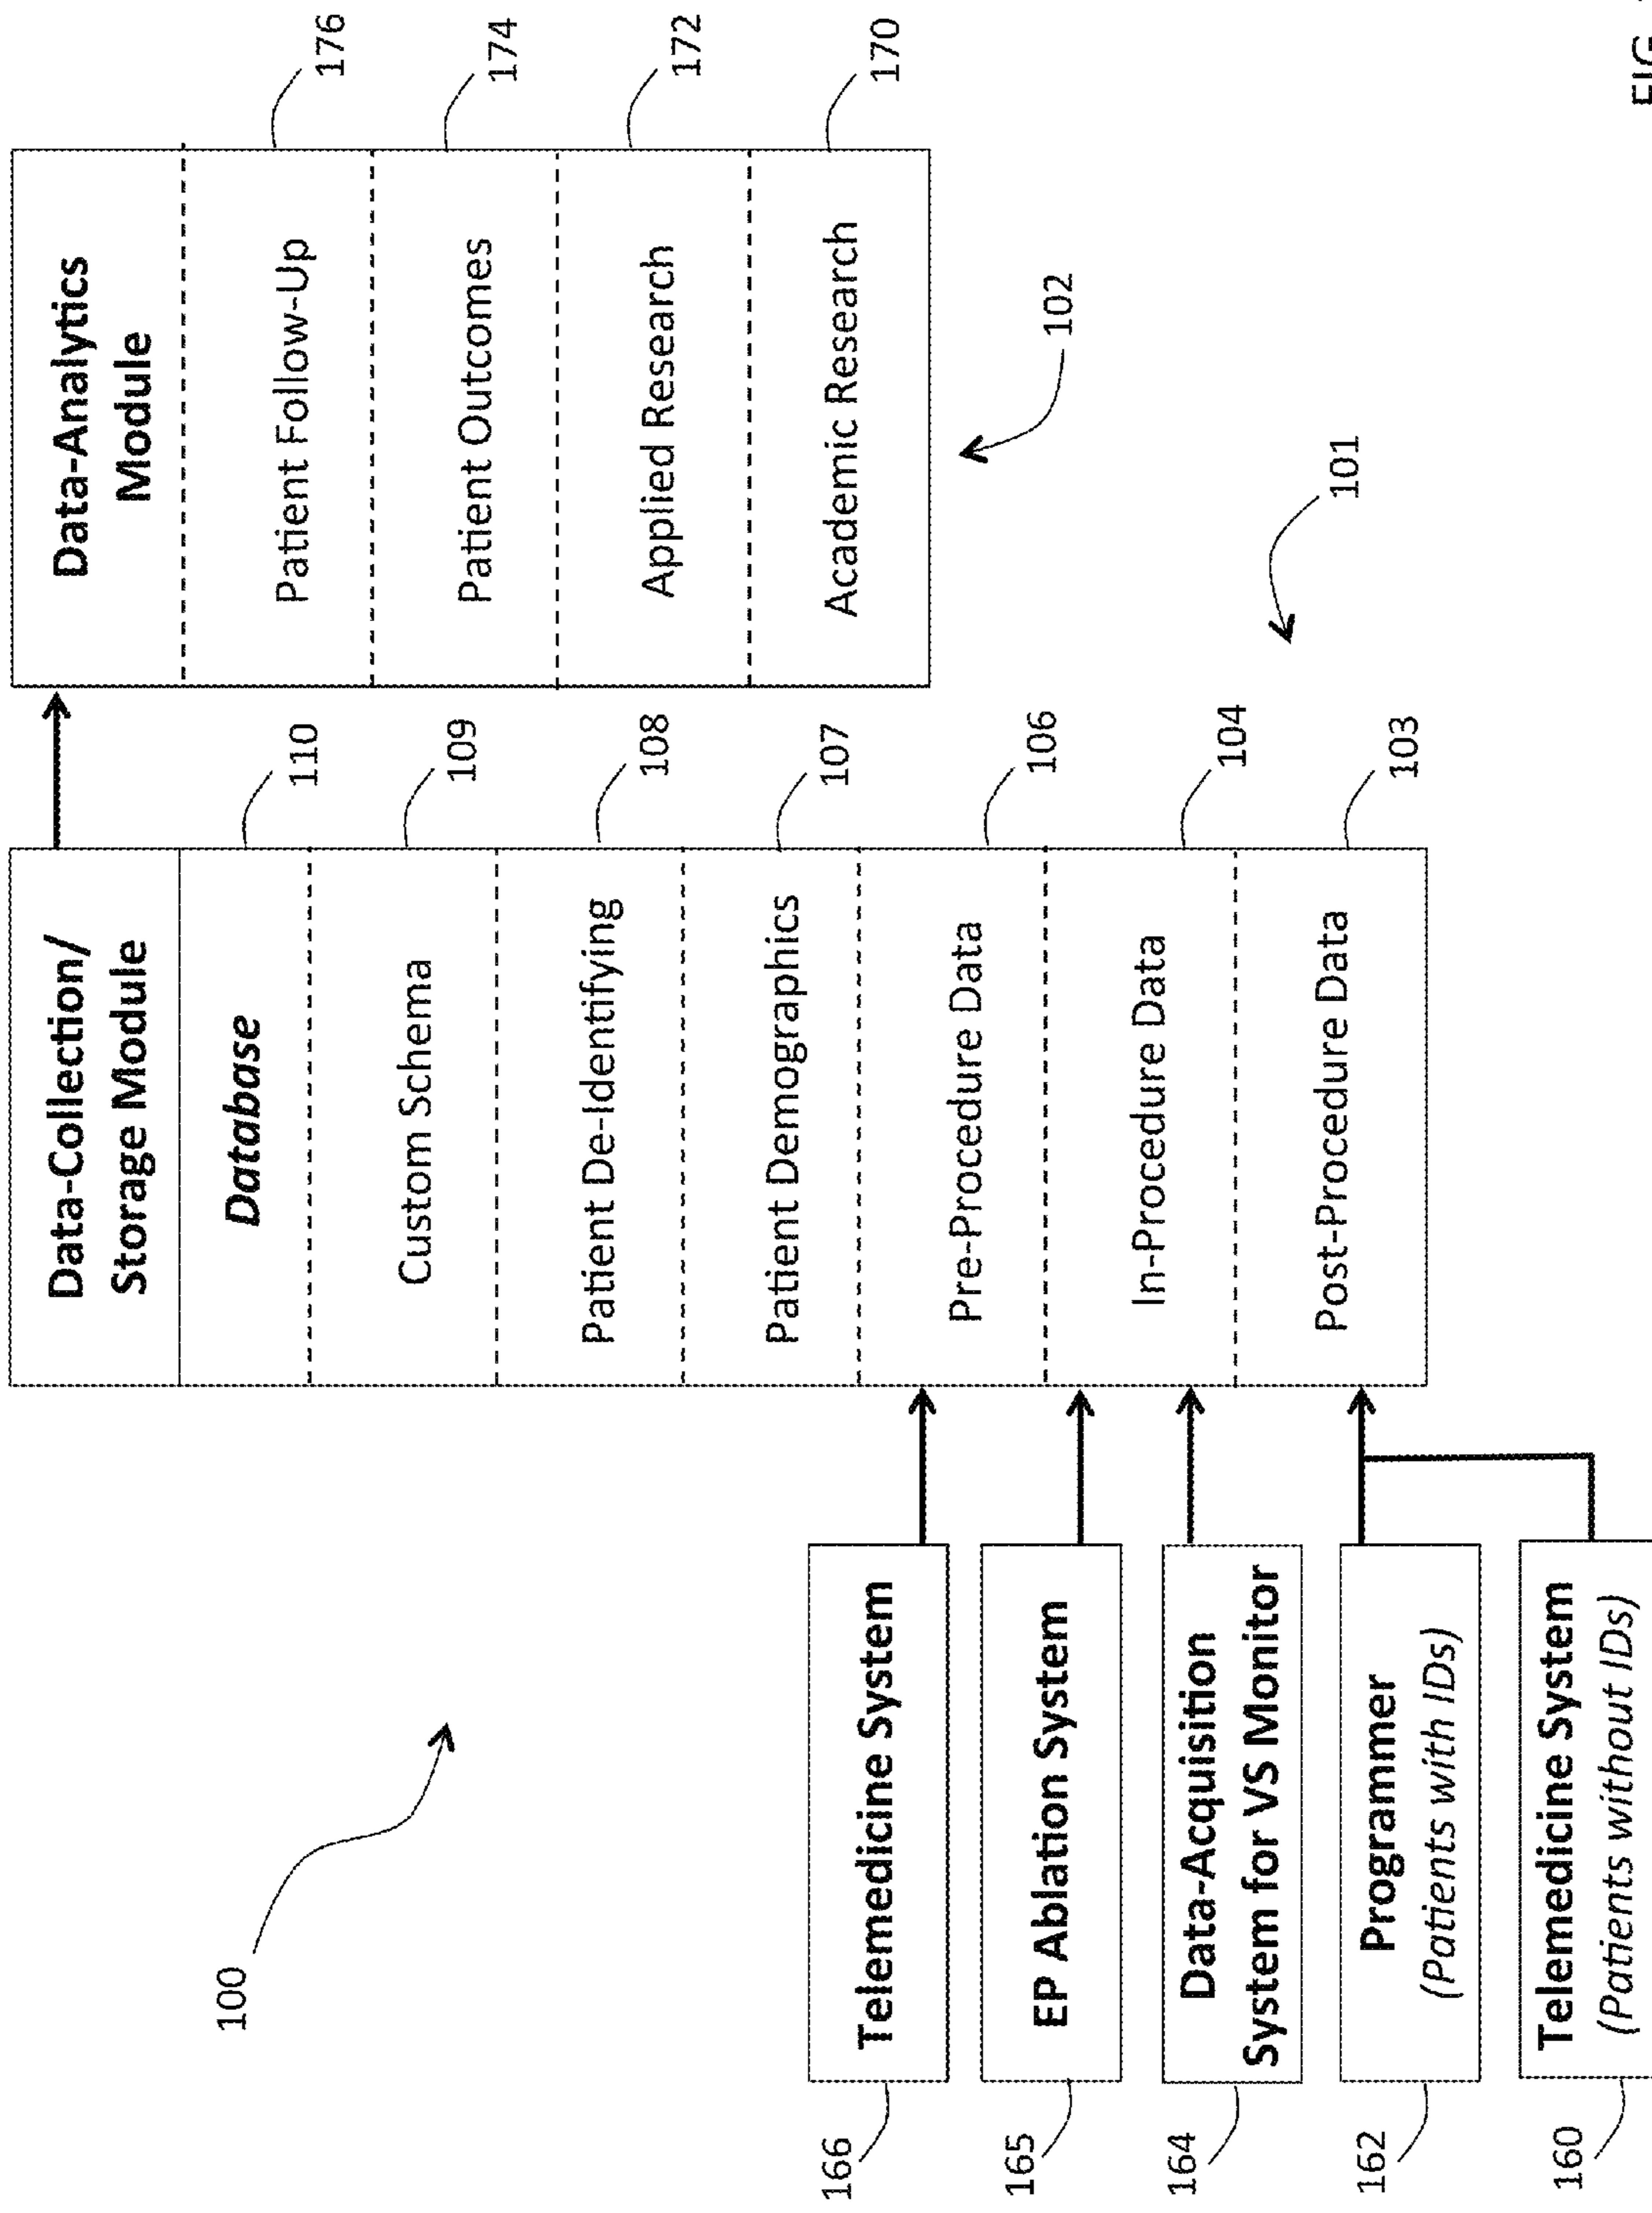 100
166
Telemedicine System
165
EP Ablation System
164
Data-Acquisition
System for VS Monitor
162
Programmer
(Patients with IDs)
160
Telemedicine System
(Patients without IDs)
Data-Collection/
Storage Module
Database
110
Custom Schema
109
Patient De-Identifying
108
Patient Demographics
107
Pre-Procedure Data
106
In-Procedure Data
104
Post-Procedure Data
103
101
Data-Analytics
Module
Patient Follow-Up
176
Patient Outcomes
174
Applied Research
172
Academic Research
170
102